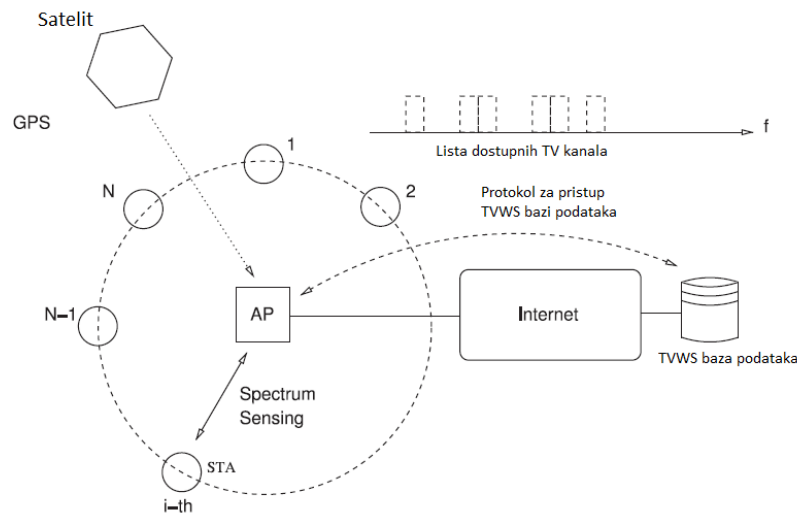 Satelit
GPS
f
Lista dostupnih TV kanala
1
N
2
Protokol za pristup
TVWS bazi podataka
N-1
AP
Internet
TVWS baza podataka
Spectrum
Sensing
STA
i-th